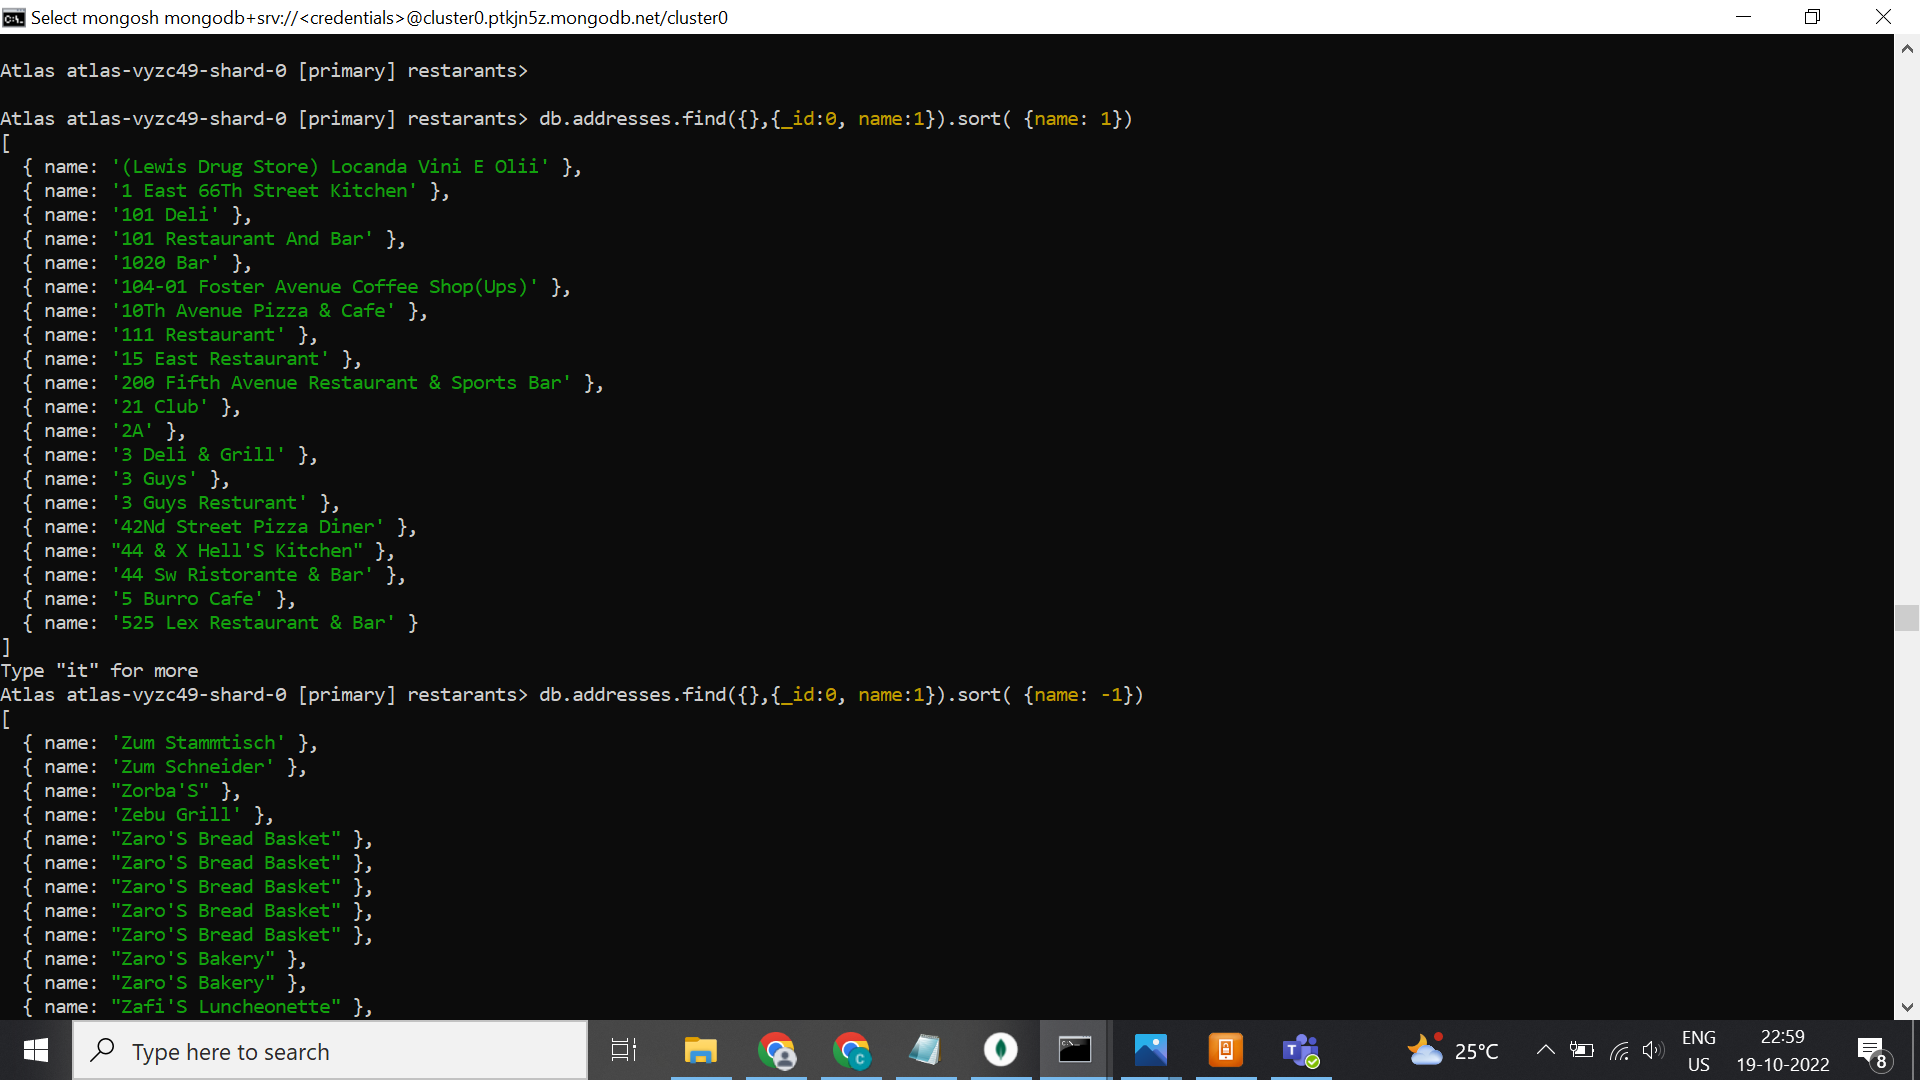 Select mongosh mongodb+srv://<credentials>@cluster0.ptkjn5z.mongodb.net/cluster0
Atlas atlas-vyzc49-shard-0 [primary] restarants>
Atlas atlas-vyzc49-shard-0 [primary] restarants> db.addresses.find({},{_id:0, name:1}).sort( {name: 1})
[
  { name: '(Lewis Drug Store) Locanda Vini E Olii' },
  { name: '1 East 66Th Street Kitchen' },
  { name: '101 Deli' },
  { name: '101 Restaurant And Bar' },
  { name: '1020 Bar' },
  { name: '104-01 Foster Avenue Coffee Shop(Ups)' },
  { name: '10Th Avenue Pizza & Cafe' },
  { name: '111 Restaurant' },
  { name: '15 East Restaurant' },
  { name: '200 Fifth Avenue Restaurant & Sports Bar' },
  { name: '21 Club' },
  { name: '2A' },
  { name: '3 Deli & Grill' },
  { name: '3 Guys' },
  { name: '3 Guys Resturant' },
  { name: '42Nd Street Pizza Diner' },
  { name: "44 & X Hell'S Kitchen" },
  { name: '44 Sw Ristorante & Bar' },
  { name: '5 Burro Cafe' },
  { name: '525 Lex Restaurant & Bar' }
]
Type "it" for more
Atlas atlas-vyzc49-shard-0 [primary] restarants> db.addresses.find({},{_id:0, name:1}).sort( {name: -1})
[
  { name: 'Zum Stammtisch' },
  { name: 'Zum Schneider' },
  { name: "Zorba'S" },
  { name: 'Zebu Grill' },
  { name: "Zaro'S Bread Basket" },
  { name: "Zaro'S Bread Basket" },
  { name: "Zaro'S Bread Basket" },
  { name: "Zaro'S Bread Basket" },
  { name: "Zaro'S Bread Basket" },
  { name: "Zaro'S Bakery" },
  { name: "Zaro'S Bakery" },
  { name: "Zafi'S Luncheonette" },
Type here to search
25°C
ENG
US
22:59
19-10-2022
8